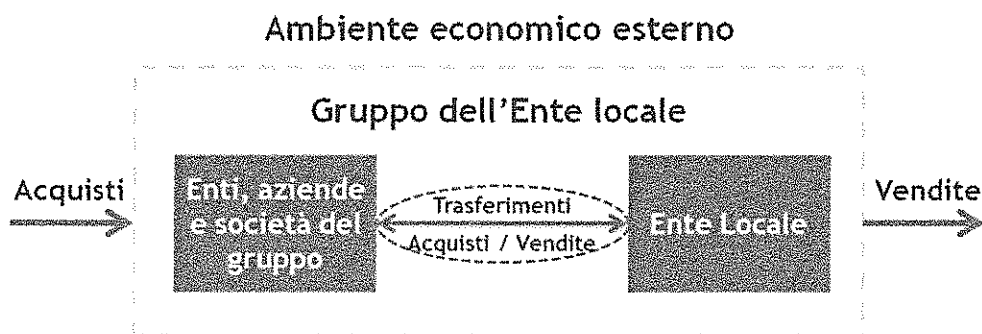 Ambiente economico esterno
Gruppo dell'Ente locale
Acquisti
Enti, aziende
e società del
gruppo
Trasferimenti
Acquisti / Vendite
Ente Locale
Vendite